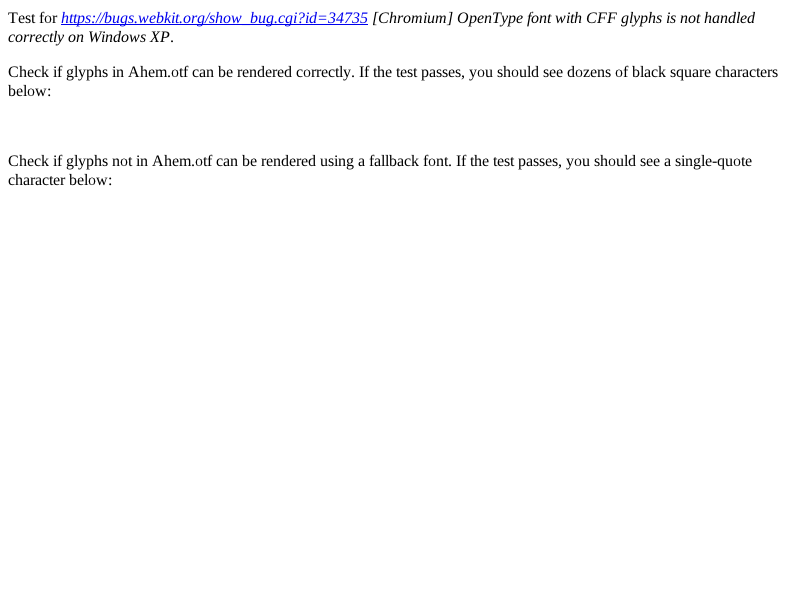 Test for https://bugs.webkit.org/show_bug.cgi?id=34735 [Chromium] OpenType font with CFF glyphs is not handled
correctly on Windows XP.
Check if glyphs in Ahem.otf can be rendered correctly. If the test passes, you should see dozens of black square characters
below:
Check if glyphs not in Ahem.otf can be rendered using a fallback font. If the test passes, you should see a single-quote
character below: